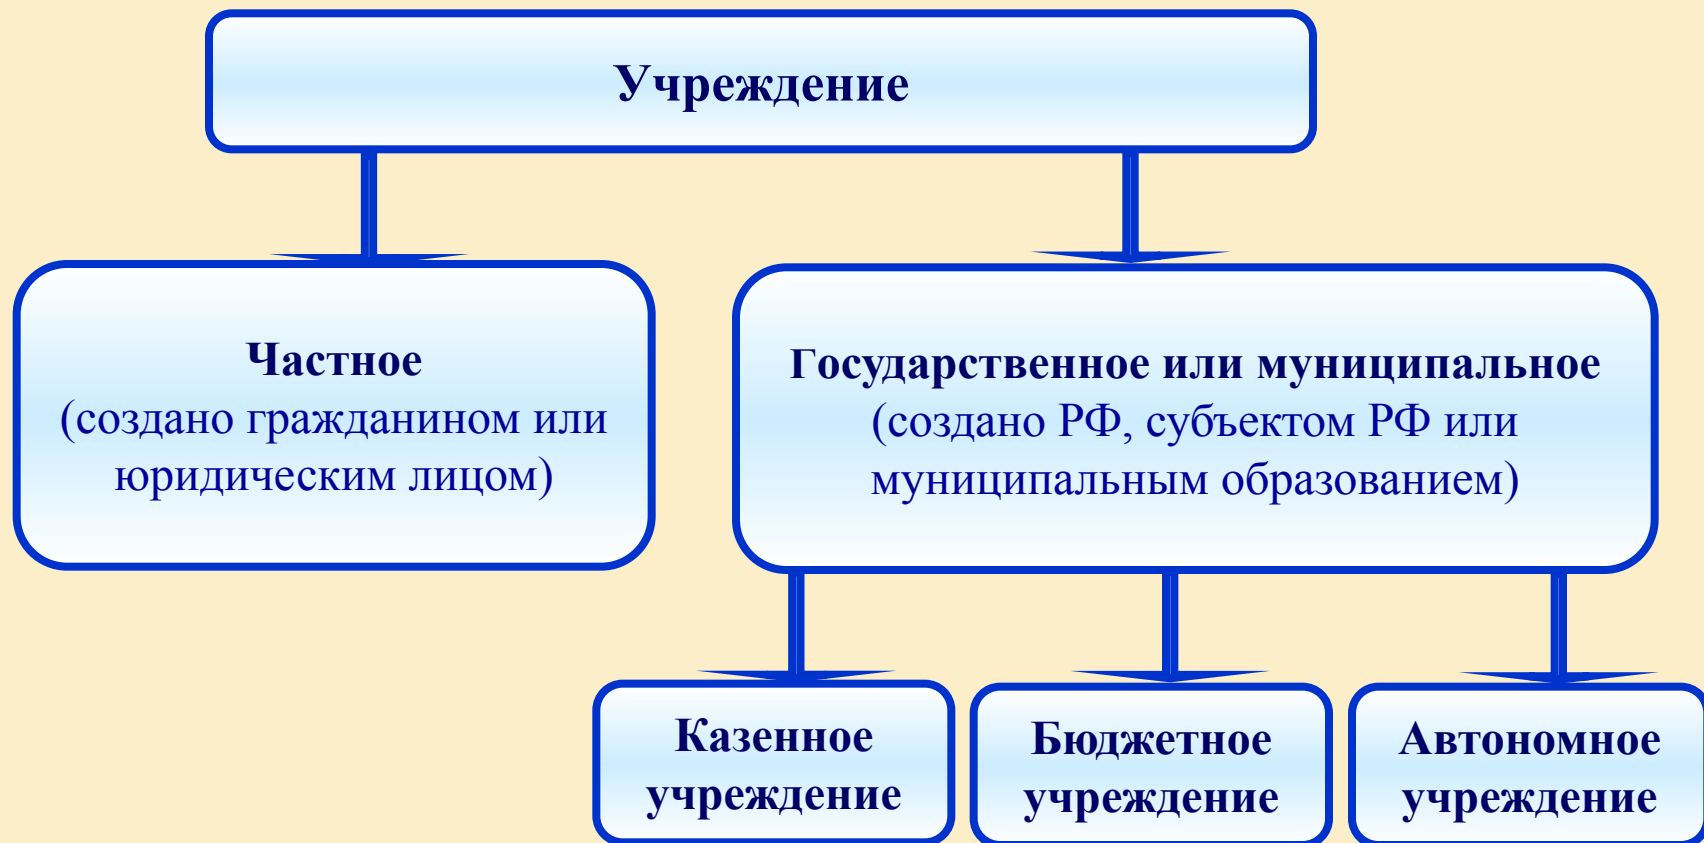 Учреждение
Частное
(создано гражданином или
юридическим лицом)
Государственное или муниципальное
(создано РФ, субъектом РФ или
муниципальным образованием)
Казенное
учреждение
Бюджетное
учреждение
Автономное
учреждение